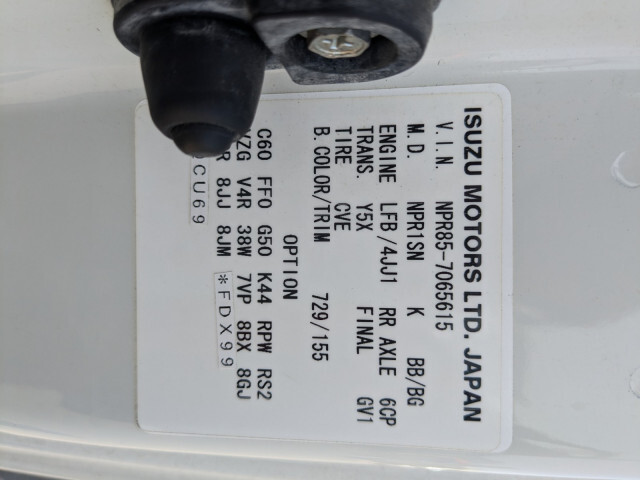 ISUZU MOTORS LTD. JAPAN
V.I.N. NPR85-7065615
M.D. NPR1SN K BB/BG
ENGINE LFB/4JJ1 RR AXLE 6CP
TRANS. Y5X FINAL GV1
TIRE CVE
B.COLOR/TRIM 729/155
OPTION
C60 FF0 G50 K44 RPW RS2
V4R 38W 7VP 8BX 8GJ
8JJ 8JM
CU69 *FDX99